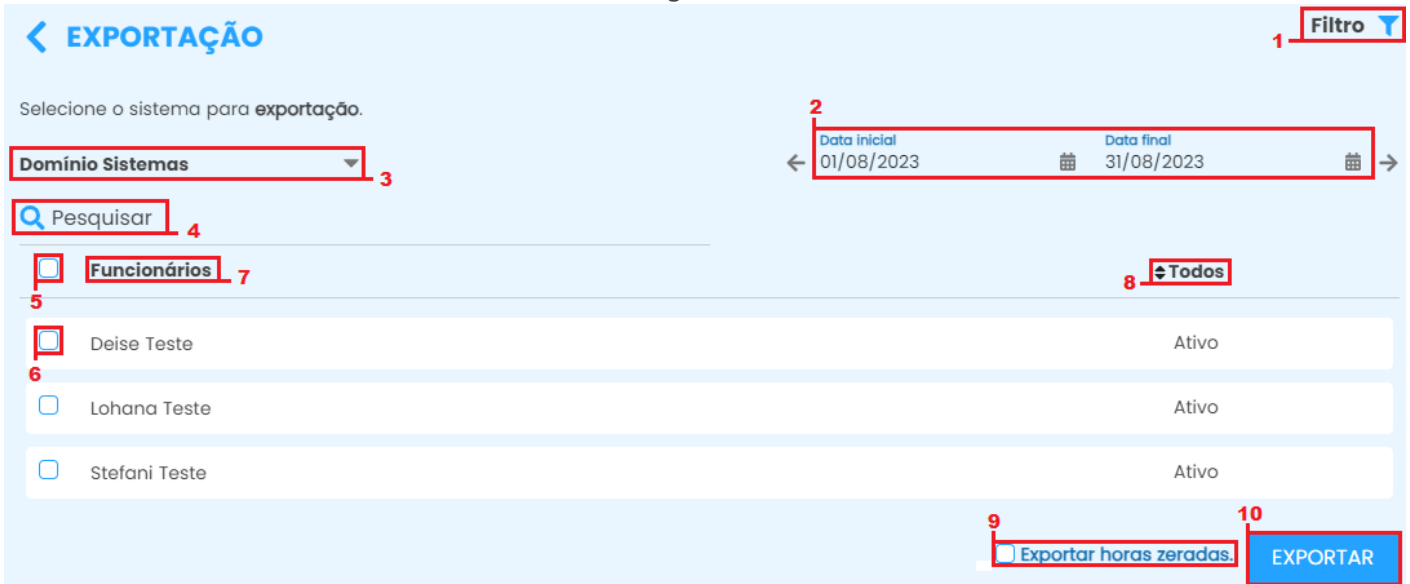 EXPORTAÇÃO
Filtro
1
Selecione o sistema para exportação.
2
Data inicial
Data final
01/08/2023
31/08/2023
Domínio Sistemas
3
Pesquisar
4
Funcionários
7
Todos
8
5
Deise Teste
Ativo
6
Lohana Teste
Ativo
Stefani Teste
Ativo
9
10
Exportar horas zeradas.
EXPORTAR